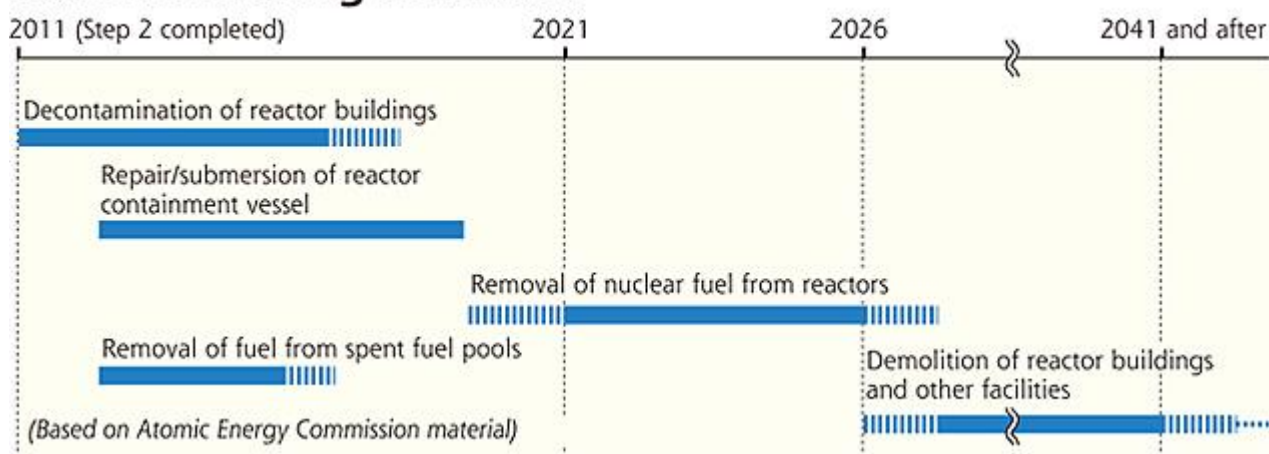 2011 (Step 2 completed) 2021 2026 2041 and after
Decontamination of reactor buildings
Repair/submersion of reactor
containment vessel
Removal of nuclear fuel from reactors
Removal of fuel from spent fuel pools
Demolition of reactor buildings
and other facilities
(Based on Atomic Energy Commission material)